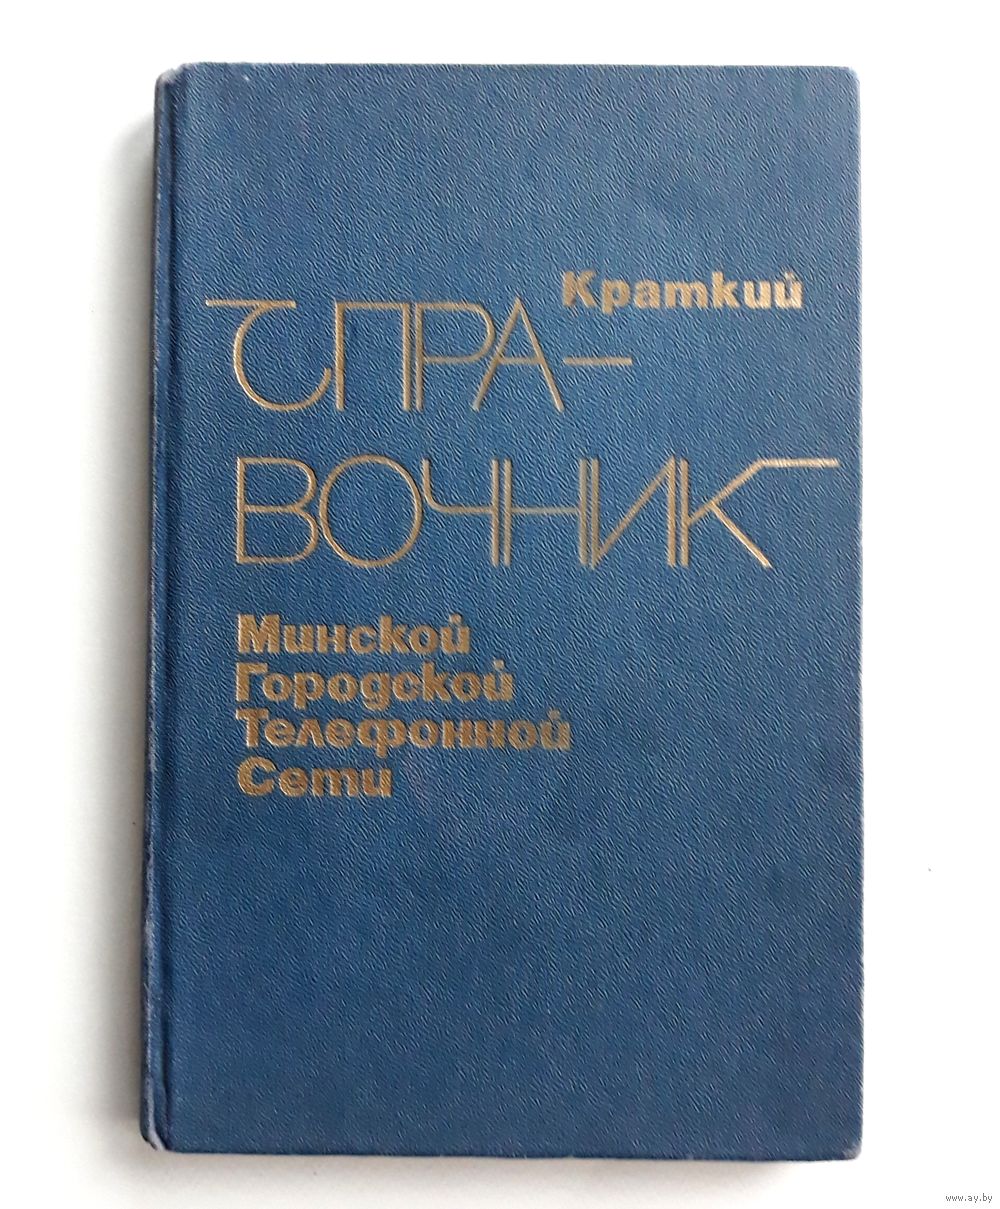 Краткий
СПРА-
ВОЧНИК
Минской
Городской
Телефонной
Сети
www.ay.by